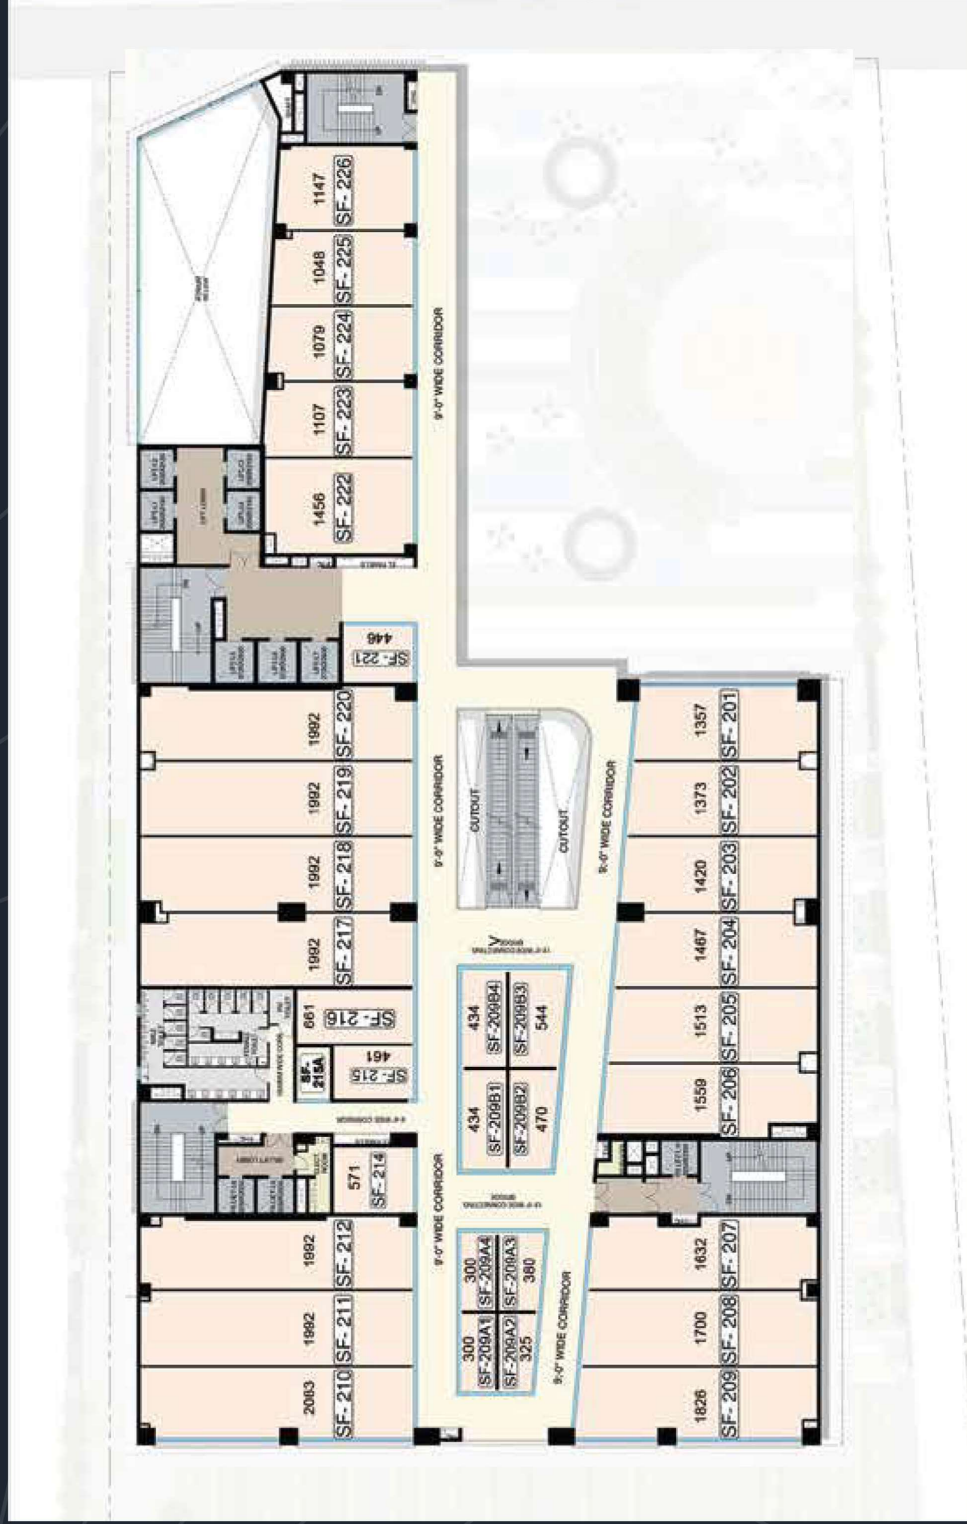 1147
SF- 226
1048
SF- 225
1079
SF- 224
1107
SF- 223
1456
SF- 222
9'-0" WIDE CORRIDOR
LIFT LOBBY
UP
446
SF- 221
1992
SF- 220
1992
SF- 219
1992
SF- 218
1992
SF- 217
9'-0" WIDE CORRIDOR
CUTOUT
CUTOUT
9'-0" WIDE CORRIDOR
1357
SF- 201
1373
SF- 202
1420
SF- 203
1467
SF- 204
1513
SF- 205
1559
SF- 206
661
SF- 216
461
SF- 215
SF-
215A
434
SF-209B4
SF-209B3
544
434
SF-209B1
SF-209B2
470
571
SF- 214
9'-0" WIDE CORRIDOR
1992
SF- 212
1992
SF- 211
2083
SF- 210
300
SF-209A4
SF-209A3
380
300
SF-209A1
SF-209A2
325
9'-0" WIDE CORRIDOR
1632
SF- 207
1700
SF- 208
1826
SF- 209